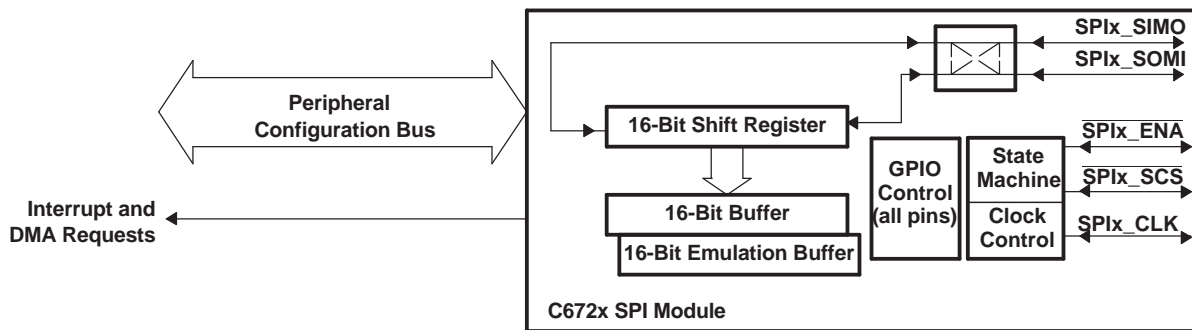 SPIx_SIMO
SPIx_SOMI
Peripheral
Configuration Bus
16-Bit Shift Register
SPIx_ENA
GPIO
Control
(all pins)
State
Machine
SPIx_SCS
Interrupt and
DMA Requests
16-Bit Buffer
Clock
Control
SPIx_CLK
16-Bit Emulation Buffer
C672x SPI Module